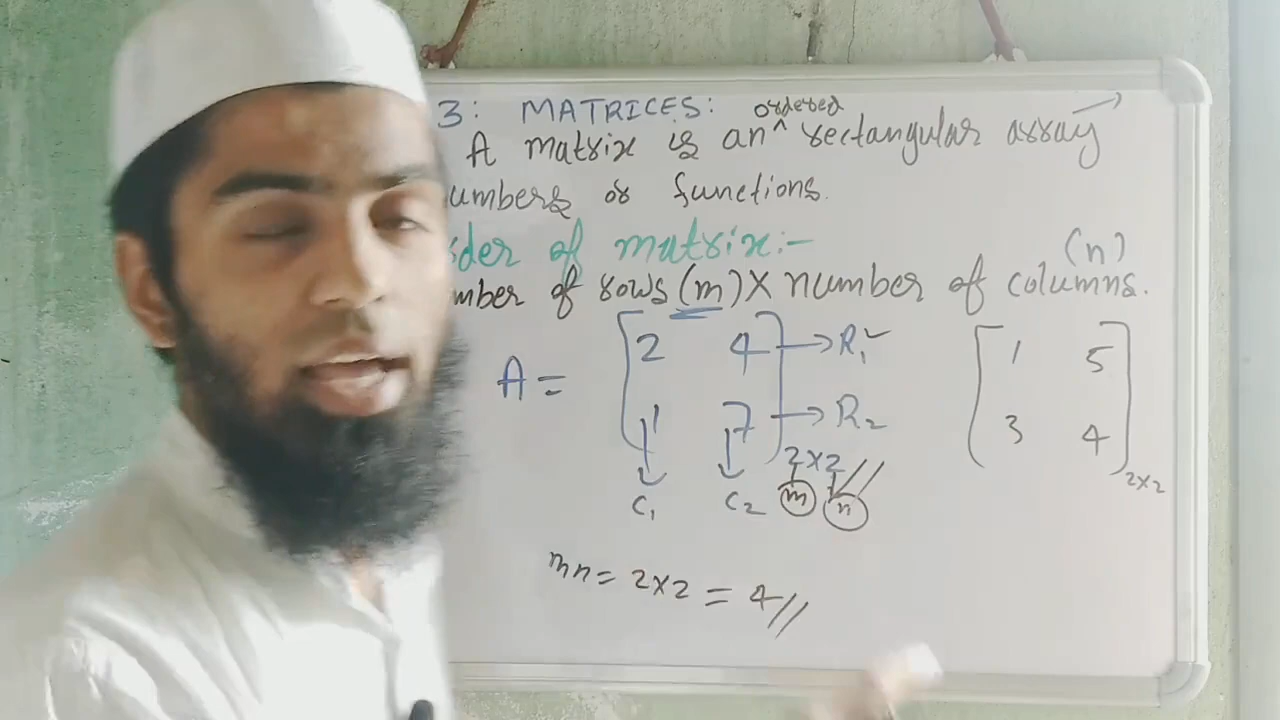 3: MATRICES:
ordered
A matrix is an ^ rectangular array
umbers or functions.
der of matrix:-
(n)
mber of rows (m) X number of columns.
A = [2 4] → R1
[1 7] → R2
2x2
C1 C2 m n
[1 5]
[3 4] 2x2
mn = 2x2 = 4//